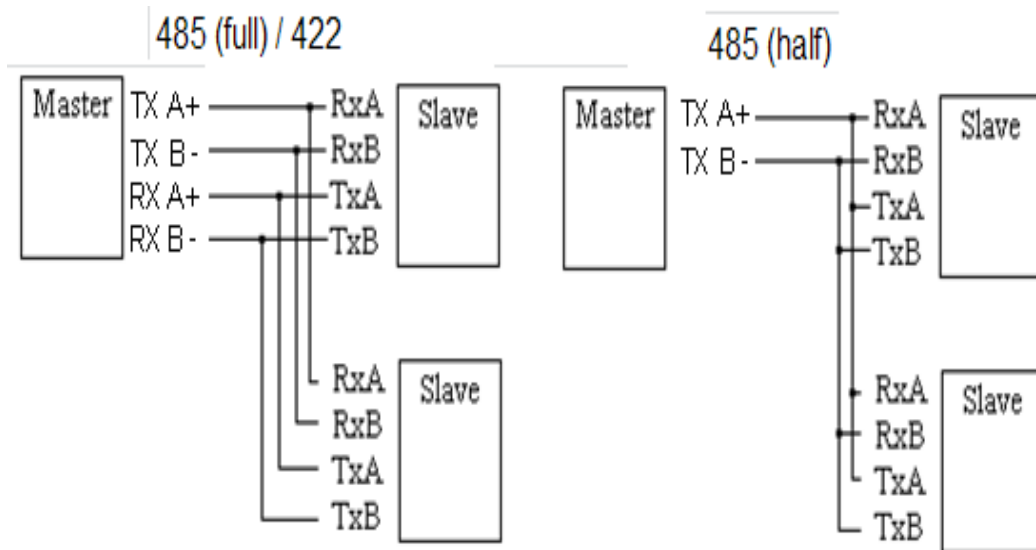 485 (full) / 422
Master
TX A+
TX B -
RX A+
RX B -
RxA
RxB
TxA
TxB
Slave
RxA
RxB
TxA
TxB
Slave
485 (half)
Master
TX A+
TX B -
RxA
RxB
TxA
TxB
Slave
RxA
RxB
TxA
TxB
Slave